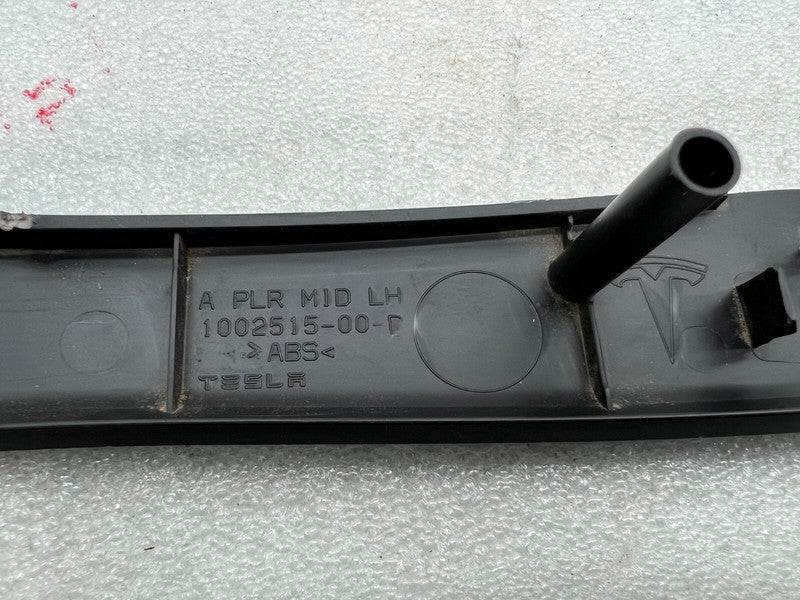 A PLR MID LH
1002515-00-
>ABS<
TESLA